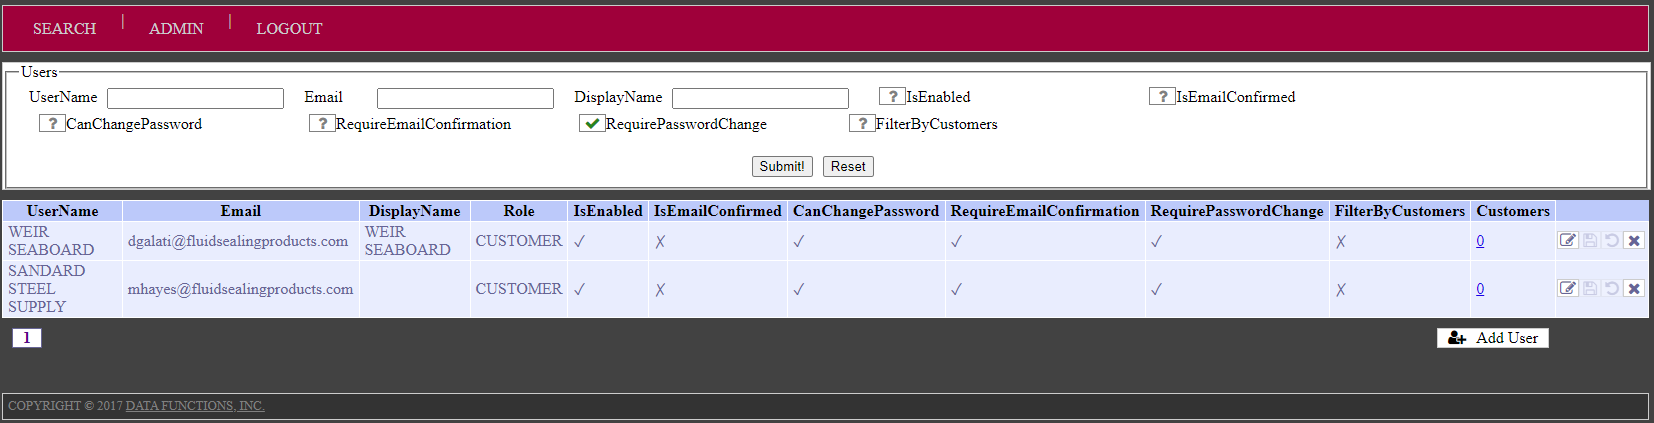 SEARCH | ADMIN | LOGOUT
Users
UserName Email DisplayName ? IsEnabled ? IsEmailConfirmed
? CanChangePassword ? RequireEmailConfirmation ✓ RequirePasswordChange ? FilterByCustomers
Submit! Reset
UserName Email DisplayName Role IsEnabled IsEmailConfirmed CanChangePassword RequireEmailConfirmation RequirePasswordChange FilterByCustomers Customers
WEIR
SEABOARD
dgalati@fluidsealingproducts.com
WEIR
SEABOARD
CUSTOMER ✓ ✗ ✓ ✓ ✓ ✗ 0
SANDARD
STEEL
SUPPLY
mhayes@fluidsealingproducts.com CUSTOMER ✓ ✗ ✓ ✓ ✓ ✗ 0
1 Add User
COPYRIGHT © 2017 DATA FUNCTIONS, INC.